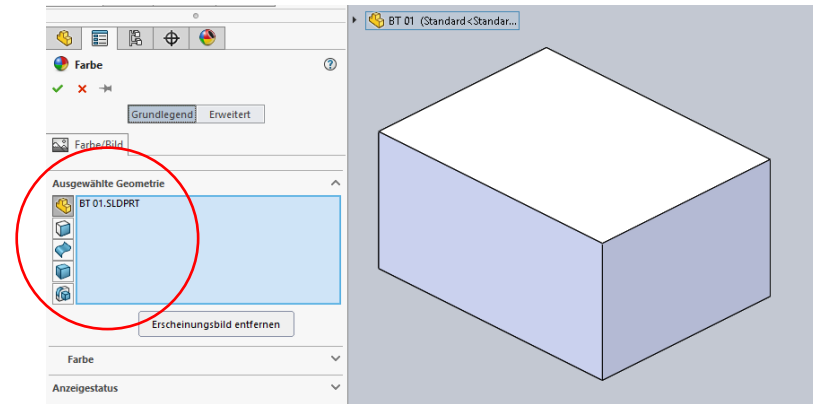 BT 01 (Standard<Standar...
Farbe
Grundlegend Erweitert
Farbe/Bild
Ausgewählte Geometrie
BT 01.SLDPRT
Erscheinungsbild entfernen
Farbe
Anzeigestatus